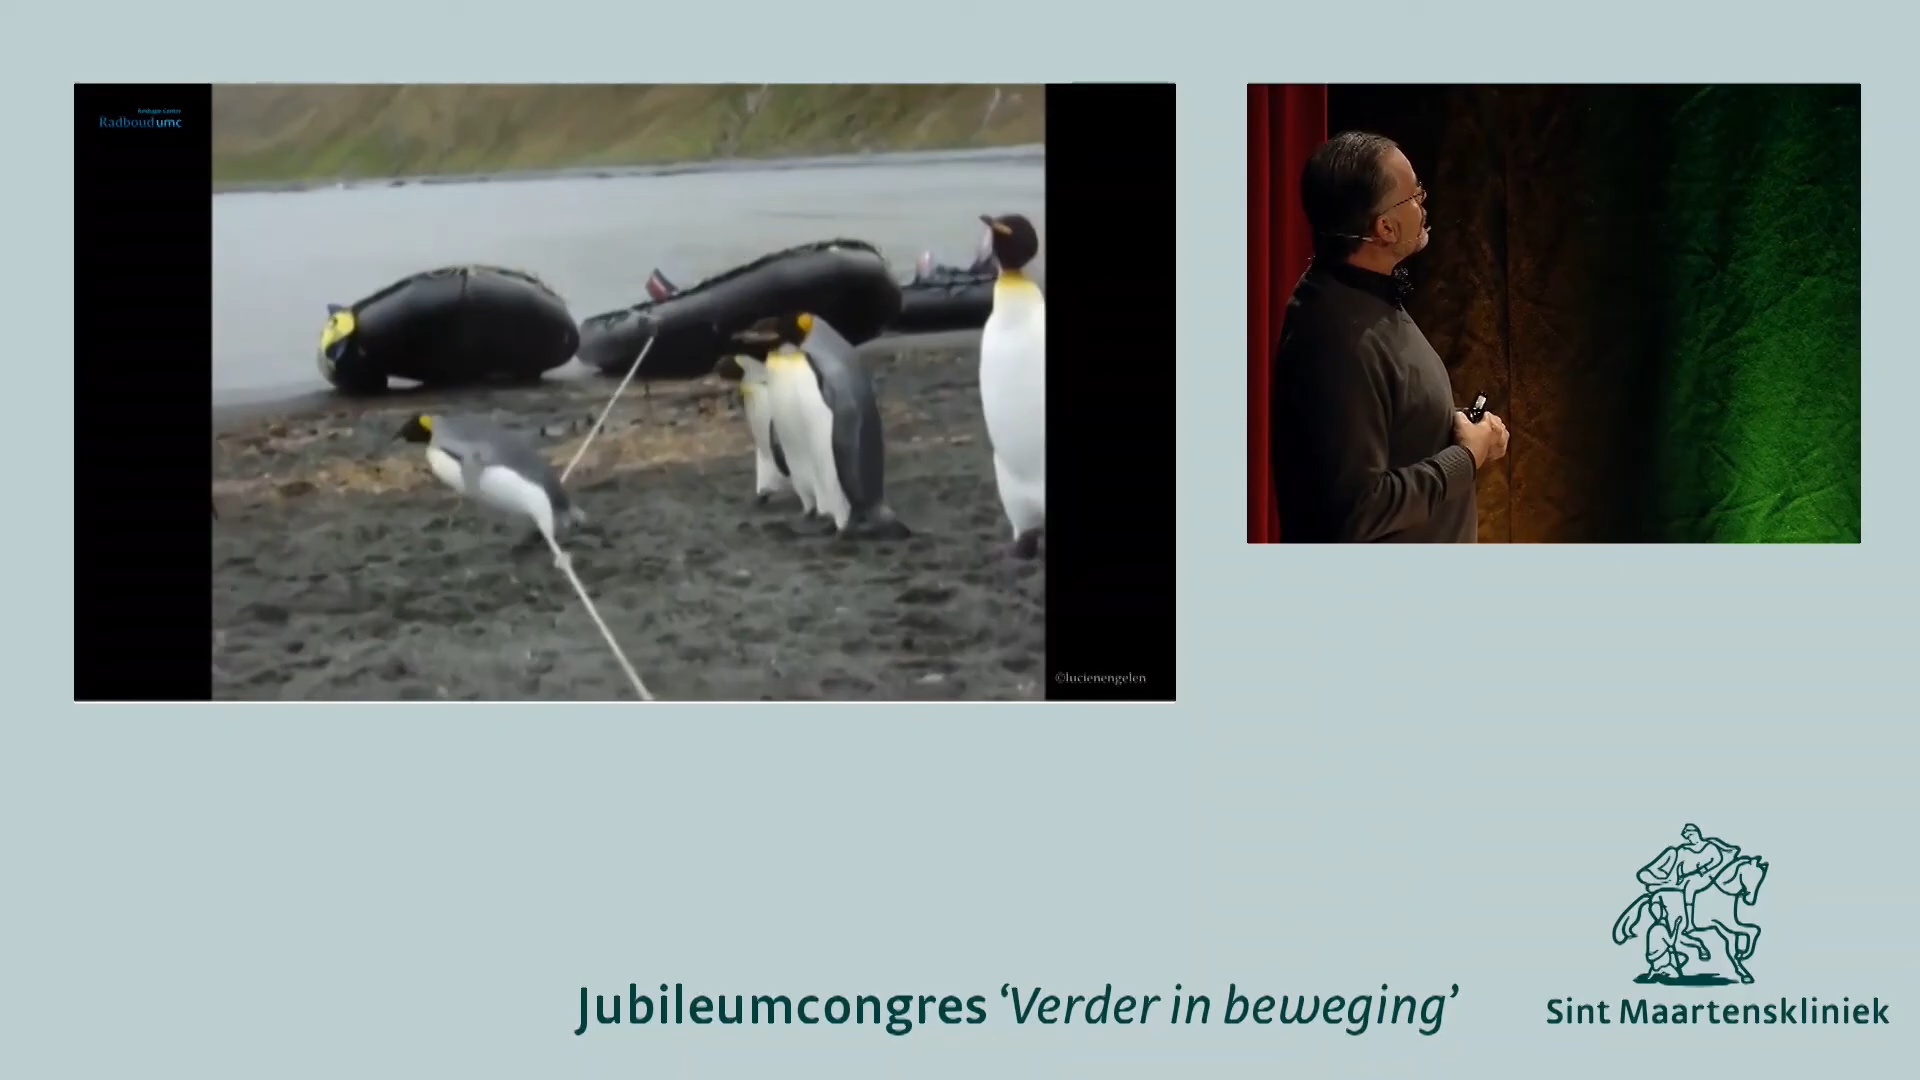 Radboudumc
©lucienengelen
Jubileumcongres ‘Verder in beweging’
Sint Maartenskliniek